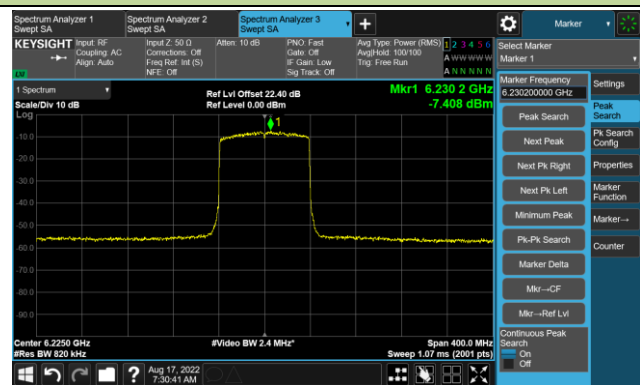 Spectrum Analyzer 1
Swept SA
Spectrum Analyzer 2
Swept SA
Spectrum Analyzer 3
Swept SA
Marker
KEYSIGHT
Input: RF
Coupling: AC
Align: Auto
Input Z: 50 Ω
Corrections: Off
Freq Ref: Int (S)
NFE: Off
Atten: 10 dB
PNO: Fast
Gate: Off
IF Gain: Low
Sig Track: Off
Avg Type: Power (RMS)
Avg|Hold: 100/100
Trig: Free Run
1 2 3 4 5 6
A W W W W W
A N N N N N
Select Marker
Marker 1
1 Spectrum
Scale/Div 10 dB
Log
Ref Lvl Offset 22.40 dB
Ref Level 0.00 dBm
Mkr1 6.230 2 GHz
-7.408 dBm
1
-10.0
-20.0
-30.0
-40.0
-50.0
-60.0
-70.0
-80.0
-90.0
Center 6.2250 GHz
#Res BW 820 kHz
#Video BW 2.4 MHz*
Span 400.0 MHz
Sweep 1.07 ms (2001 pts)
Marker Frequency
6.230200000 GHz
Peak Search
Next Peak
Next Pk Right
Next Pk Left
Minimum Peak
Pk-Pk Search
Marker Delta
Mkr→CF
Mkr→Ref Lvl
Continuous Peak
Search
On
Off
Settings
Peak
Search
Pk Search
Config
Properties
Marker
Function
Marker→
Counter
Aug 17, 2022
7:30:41 AM